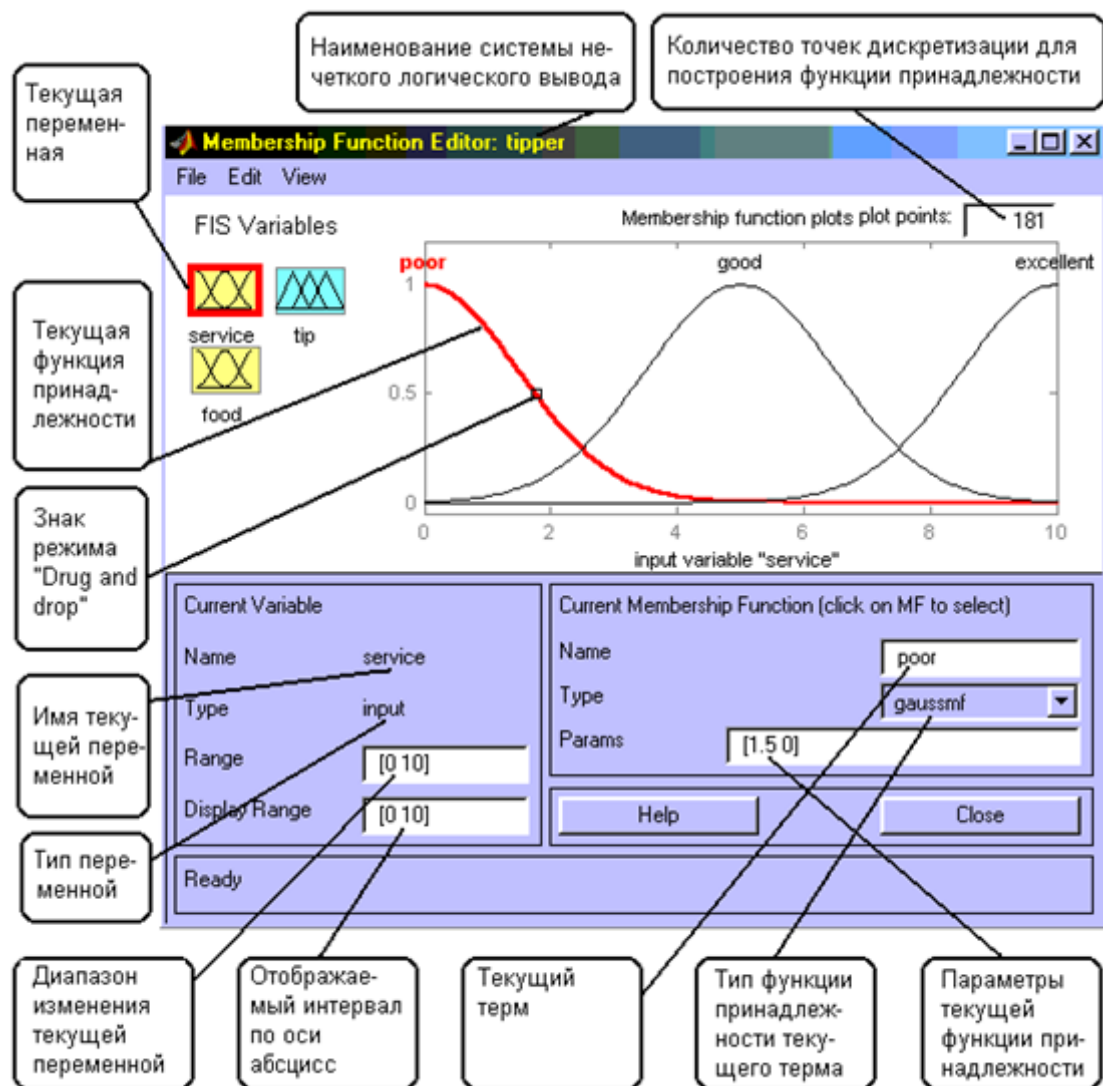 Наименование системы не-
четкого логического вывода
Количество точек дискретизации для
построения функции принадлежности
Текущая
перемен-
ная
Membership Function Editor: tipper
File Edit View
FIS Variables
Membership function plots plot points:
181
poor
good
excellent
service
tip
food
1
0.5
0
0
2
4
6
8
10
input variable "service"
Текущая
функция
принад-
лежности
Знак
режима
"Drug and
drop"
Имя теку-
щей пере-
менной
Тип пере-
менной
Current Variable
Name
service
Type
input
Range
[0 10]
Display Range
[0 10]
Current Membership Function (click on MF to select)
Name
poor
Type
gaussmf
Params
[1.5 0]
Help
Close
Ready
Диапазон
изменения
текущей
переменной
Отображае-
мый интервал
по оси
абсцисс
Текущий
терм
Тип функции
принадлеж-
ности теку-
щего терма
Параметры
текущей
функции при-
надлежности